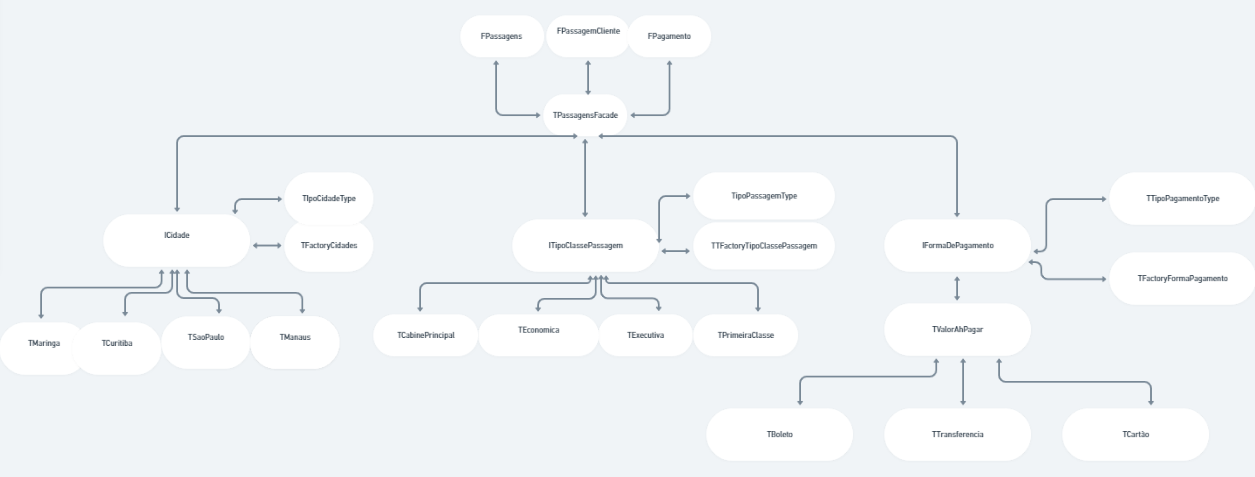 FPassagens
FPassagemCliente
FPagamento
TPassagensFacade
TIpoCidadeType
ICidade
TFactoryCidades
TMaringa
TCuritiba
TSaoPaulo
TManaus
TipoPassagemType
ITipoClassePassagem
TTFactoryTipoClassePassagem
TCabinePrincipal
TEconomica
TExecutiva
TPrimeiraClasse
TTipoPagamentoType
IFormaDePagamento
TFactoryFormaPagamento
TValorAhPagar
TBoleto
TTransferencia
TCartão